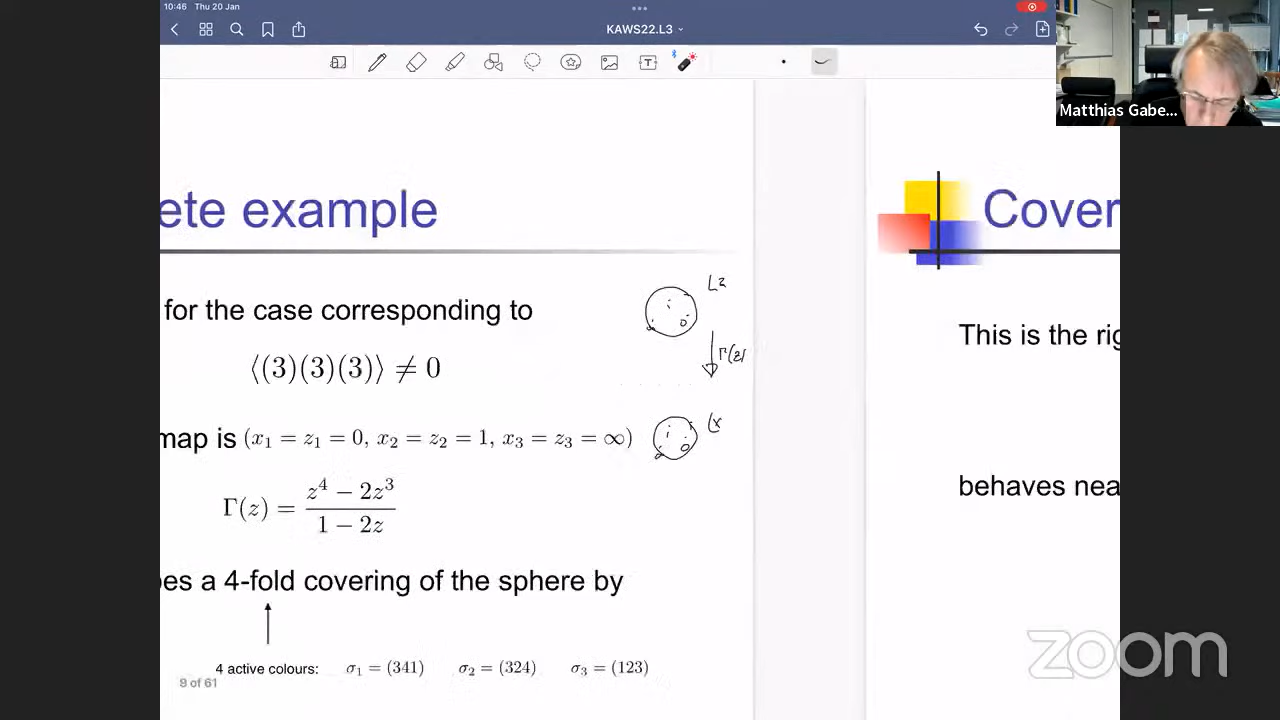 10:46 Thu 20 Jan
KAWS22.L3
Matthias Gabe...
ete example
Cover
for the case corresponding to
⟨(3)(3)(3)⟩ ≠ 0
Γ(z)
This is the rig
map is (x₁ = z₁ = 0, x₂ = z₂ = 1, x₃ = z₃ = ∞)
Γ(z) = (z⁴ − 2z³)/(1 − 2z)
behaves nea
es a 4-fold covering of the sphere by
4 active colours: σ₁ = (341) σ₂ = (324) σ₃ = (123)
9 of 61
zoom